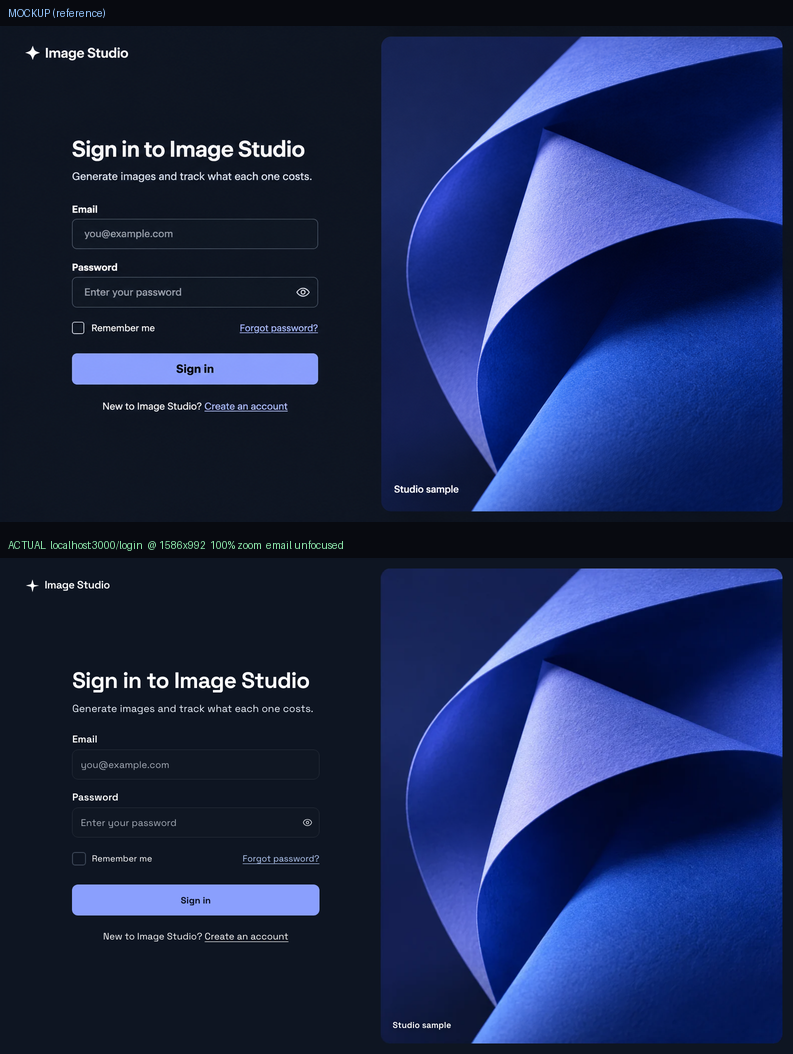 MOCKUP (reference)
Image Studio
Sign in to Image Studio
Generate images and track what each one costs.
Email
you@example.com
Password
Enter your password
Remember me
Forgot password?
Sign in
New to Image Studio? Create an account
Studio sample
ACTUAL localhost:3000/login @ 1586x992 100% zoom email unfocused
Image Studio
Sign in to Image Studio
Generate images and track what each one costs.
Email
you@example.com
Password
Enter your password
Remember me
Forgot password?
Sign in
New to Image Studio? Create an account
Studio sample